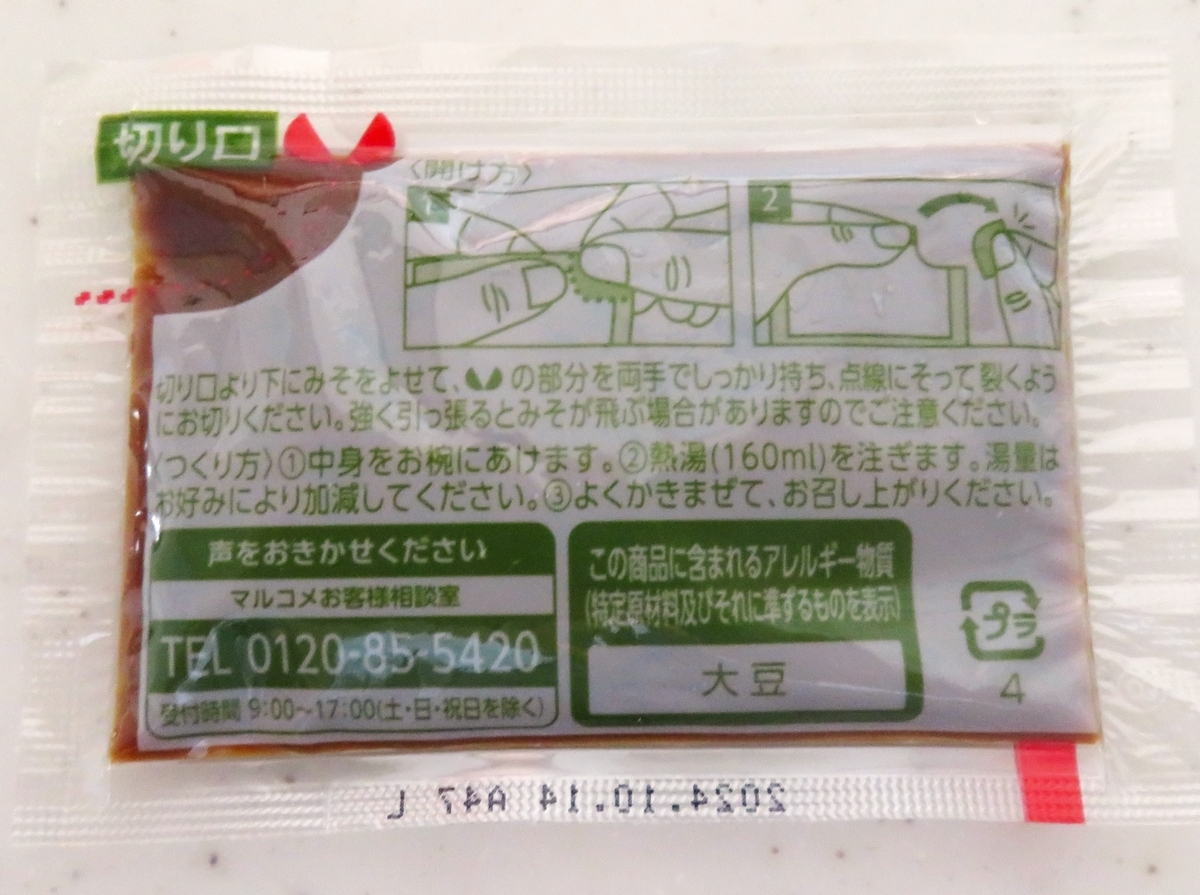 切り口
〈開け方〉
1
2
切り口より下にみそをよせて、の部分を両手でしっかり持ち、点線にそって裂くよう
にお切りください。強く引っ張るとみそが飛ぶ場合がありますのでご注意ください。
〈つくり方〉①中身をお椀にあけます。②熱湯(160ml)を注ぎます。湯量は
お好みにより加減してください。③よくかきまぜて、お召し上がりください。
声をおきかせください
マルコメお客様相談室
TEL 0120-85-5420
受付時間 9:00〜17:00(土・日・祝日を除く)
この商品に含まれるアレルギー物質
(特定原材料及びそれに準ずるものを表示)
大豆
プラ
4
2024.10.14 A47 L